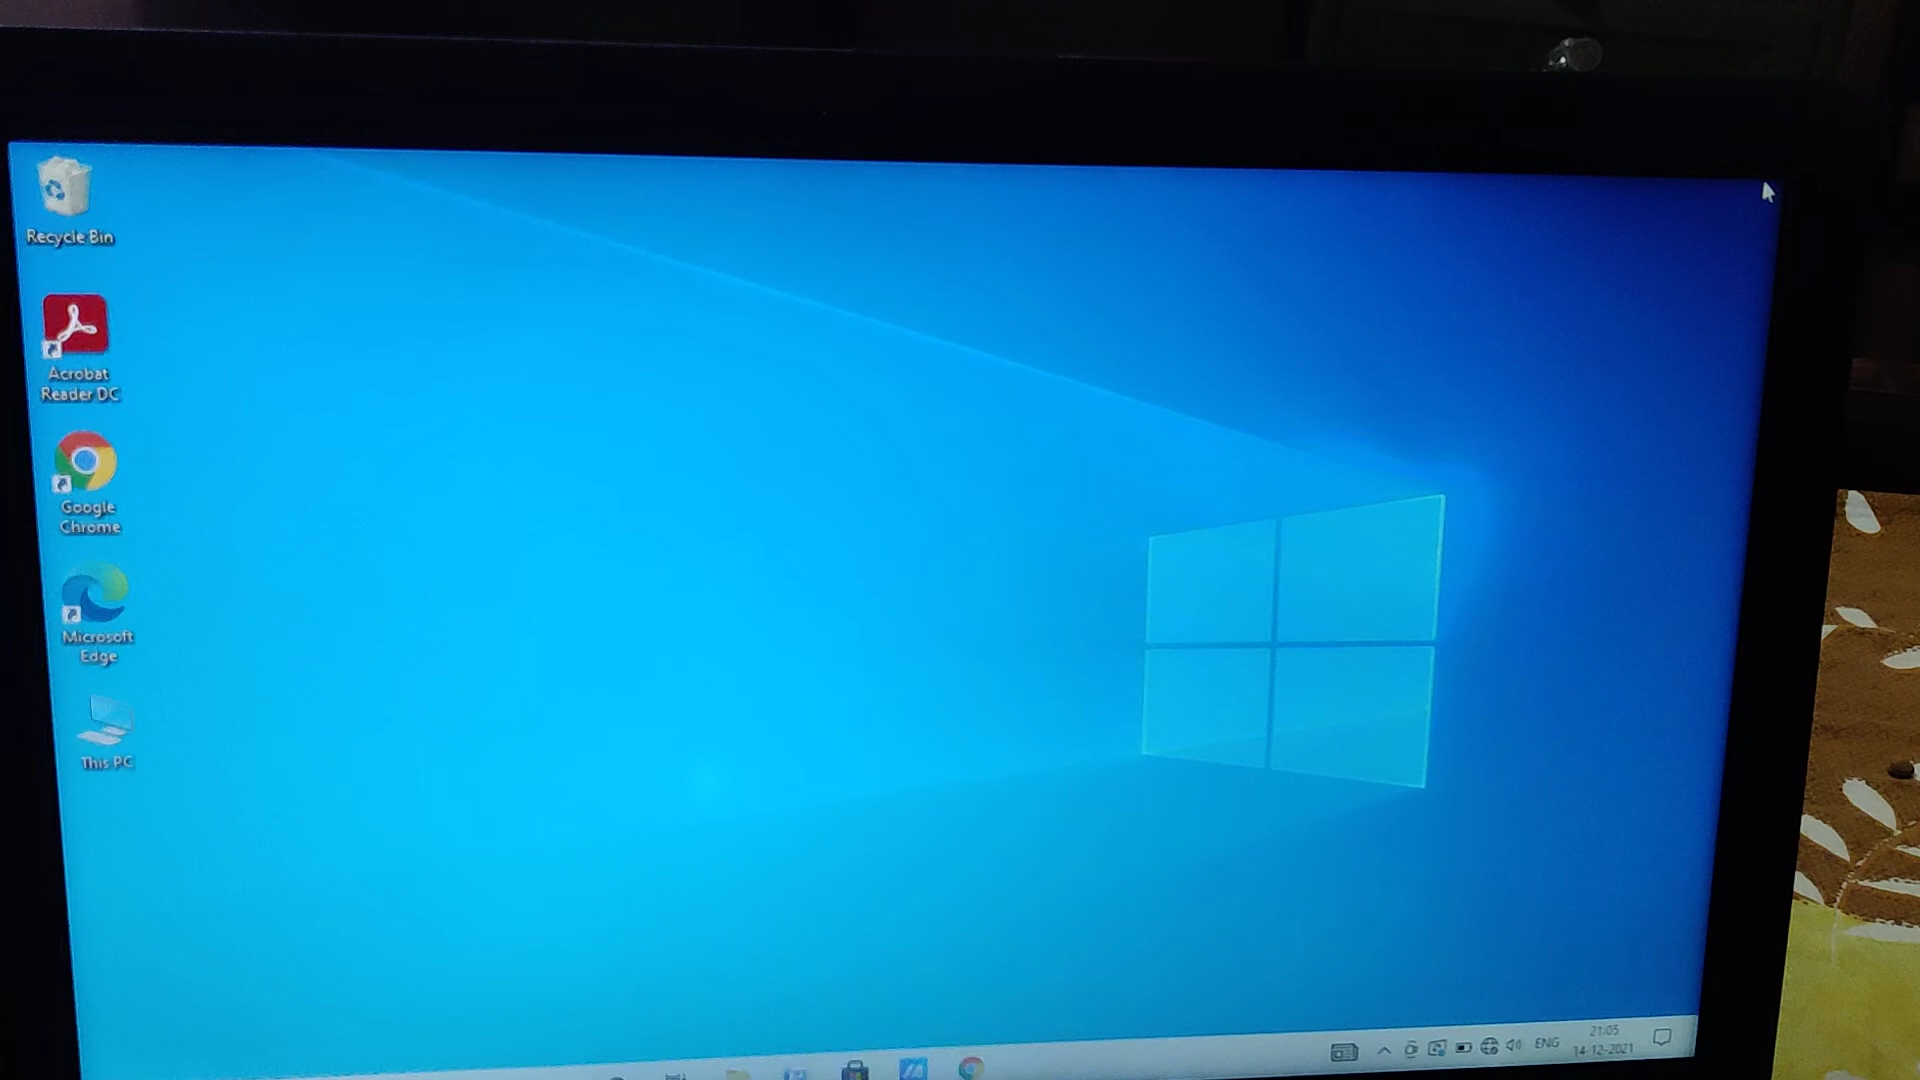 Recycle Bin
Acrobat
Reader DC
Google
Chrome
Microsoft
Edge
This PC
ENG
21:05
14-12-2021